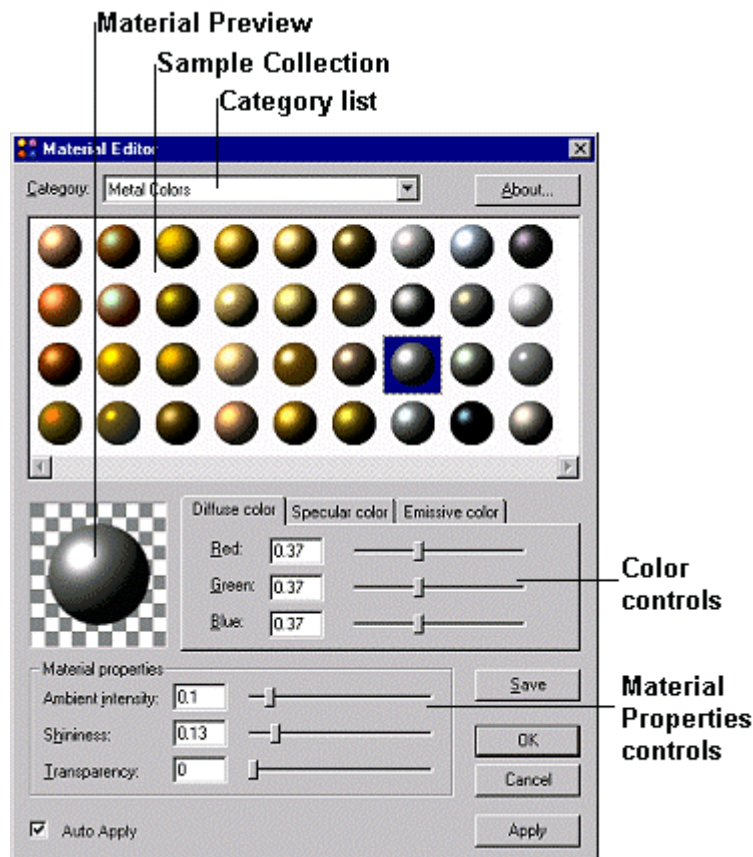 Material Preview
Sample Collection
Category list
Material Editor
Category: Metal Colors
About...
Diffuse color Specular color Emissive color
Red: 0.37
Green: 0.37
Blue: 0.37
Color
controls
Material properties
Ambient intensity: 0.1
Shininess: 0.13
Transparency: 0
Save
OK
Cancel
Material
Properties
controls
Auto Apply
Apply